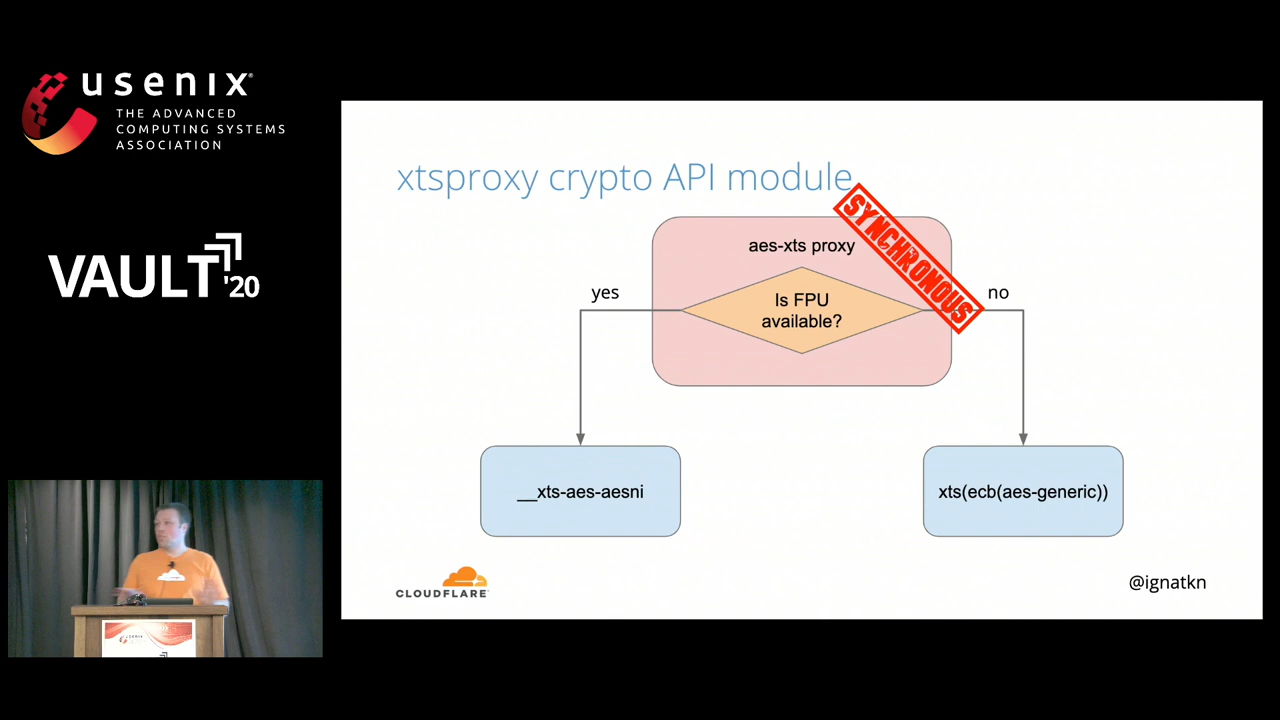 usenix
THE ADVANCED
COMPUTING SYSTEMS
ASSOCIATION
VAULT '20
xtsproxy crypto API module
SYNCHRONOUS
aes-xts proxy
yes
Is FPU
available?
no
__xts-aes-aesni
xts(ecb(aes-generic))
CLOUDFLARE
@ignatkn